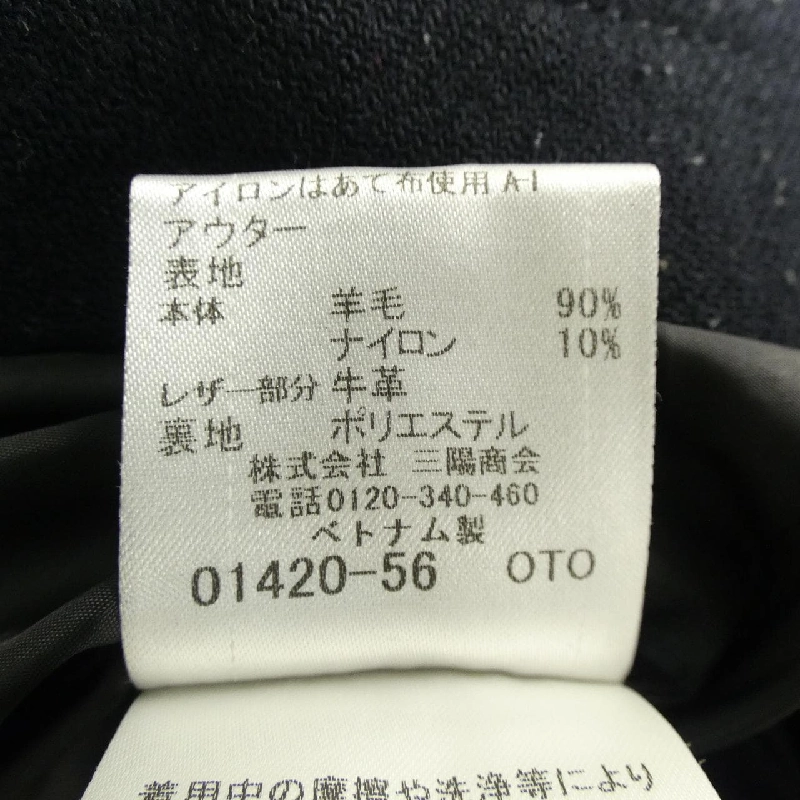 アイロンはあて布使用 A-1
アウター
表地
本体 羊毛 90%
ナイロン 10%
レザー部分 牛革
裏地 ポリエステル
株式会社 三陽商会
電話0120-340-460
ベトナム製
01420-56 OTO
着用中の摩擦や洗浄等により